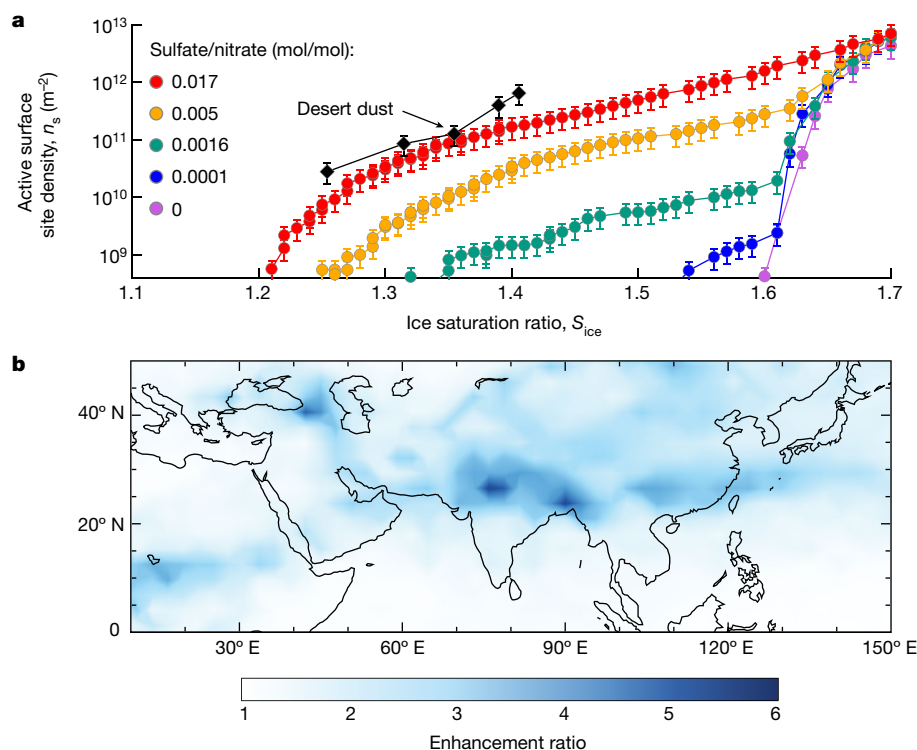 a
10¹³
10¹²
10¹¹
10¹⁰
10⁹
Active surface
site density, nₛ (m⁻²)
Sulfate/nitrate (mol/mol):
0.017
0.005
0.0016
0.0001
0
Desert dust
1.1 1.2 1.3 1.4 1.5 1.6 1.7
Ice saturation ratio, S_ice
b
40° N
20° N
0
30° E 60° E 90° E 120° E 150° E
1 2 3 4 5 6
Enhancement ratio